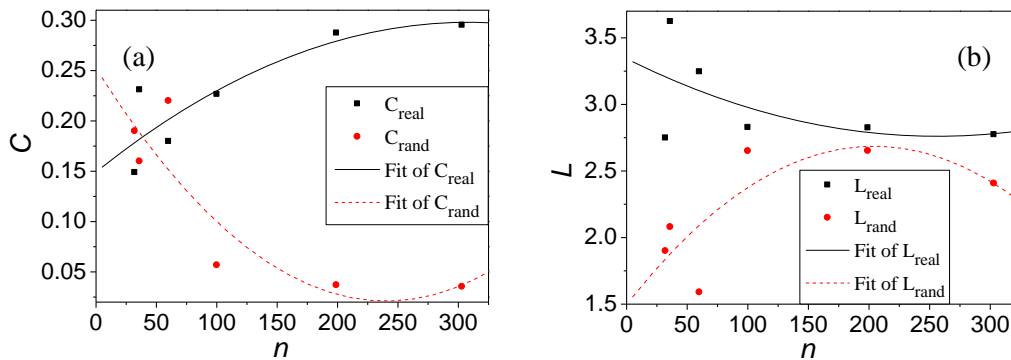 (a)
0.30
0.25
0.20
0.15
0.10
0.05
C
0 50 100 150 200 250 300
n
C_real
C_rand
Fit of C_real
Fit of C_rand
(b)
3.5
3.0
2.5
2.0
1.5
L
0 50 100 150 200 250 300
n
L_real
L_rand
Fit of L_real
Fit of L_rand